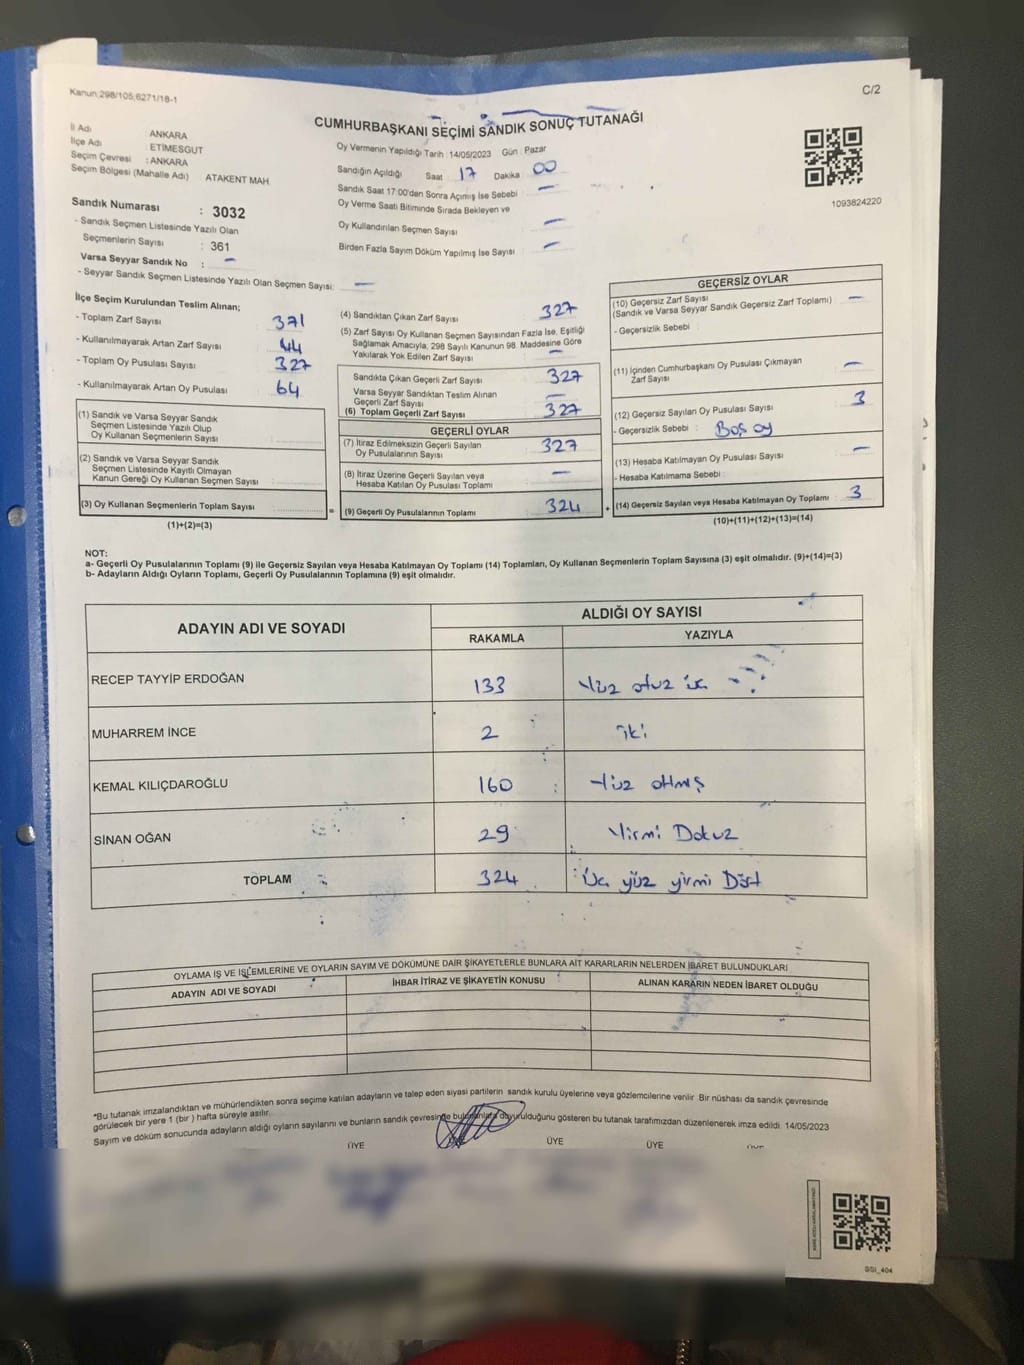 Kanun;298/105;6271/18-1
C/2
CUMHURBAŞKANI SEÇİMİ SANDIK SONUÇ TUTANAĞI
İl Adı ANKARA
İlçe Adı : ETİMESGUT
Seçim Çevresi : ANKARA
Seçim Bölgesi (Mahalle Adı) ATAKENT MAH.
Oy Vermenin Yapıldığı Tarih : 14/05/2023 Gün : Pazar
Sandığın Açıldığı Saat 17 Dakika 00
Sandık Saat 17:00'den Sonra Açılmış İse Sebebi : —
Oy Verme Saati Bitiminde Sırada Bekleyen ve
Oy Kullandırılan Seçmen Sayısı : —
Birden Fazla Sayım Döküm Yapılmış İse Sayısı : —
1093824220
Sandık Numarası : 3032
- Sandık Seçmen Listesinde Yazılı Olan
Seçmenlerin Sayısı : 361
Varsa Seyyar Sandık No : —
- Seyyar Sandık Seçmen Listesinde Yazılı Olan Seçmen Sayısı: —
İlçe Seçim Kurulundan Teslim Alınan;
- Toplam Zarf Sayısı 371
- Kullanılmayarak Artan Zarf Sayısı : 44
- Toplam Oy Pusulası Sayısı : 327
- Kullanılmayarak Artan Oy Pusulası : 64
(1) Sandık ve Varsa Seyyar Sandık
Seçmen Listesinde Yazılı Olup
Oy Kullanan Seçmenlerin Sayısı :
(2) Sandık ve Varsa Seyyar Sandık
Seçmen Listesinde Kayıtlı Olmayan
Kanun Gereği Oy Kullanan Seçmen Sayısı :
(3) Oy Kullanan Seçmenlerin Toplam Sayısı :
(1)+(2)=(3)
(4) Sandıktan Çıkan Zarf Sayısı : 327
(5) Zarf Sayısı Oy Kullanan Seçmen Sayısından Fazla İse, Eşitliği
Sağlamak Amacıyla, 298 Sayılı Kanunun 98. Maddesine Göre
Yakılarak Yok Edilen Zarf Sayısı : —
Sandıkta Çıkan Geçerli Zarf Sayısı : 327
Varsa Seyyar Sandıktan Teslim Alınan
Geçerli Zarf Sayısı : —
(6) Toplam Geçerli Zarf Sayısı : 327
GEÇERLİ OYLAR
(7) İtiraz Edilmeksizin Geçerli Sayılan
Oy Pusulalarının Sayısı : 327
(8) İtiraz Üzerine Geçerli Sayılan veya
Hesaba Katılan Oy Pusulası Toplamı : —
=
(9) Geçerli Oy Pusulalarının Toplamı : 324
+
GEÇERSİZ OYLAR
(10) Geçersiz Zarf Sayısı
(Sandık ve Varsa Seyyar Sandık Geçersiz Zarf Toplamı) : —
- Geçersizlik Sebebi :
(11) İçinden Cumhurbaşkanı Oy Pusulası Çıkmayan
Zarf Sayısı : —
(12) Geçersiz Sayılan Oy Pusulası Sayısı : 3
- Geçersizlik Sebebi : Boş oy
(13) Hesaba Katılmayan Oy Pusulası Sayısı : —
- Hesaba Katılmama Sebebi :
(14) Geçersiz Sayılan veya Hesaba Katılmayan Oy Toplamı : 3
(10)+(11)+(12)+(13)=(14)
NOT:
a- Geçerli Oy Pusulalarının Toplamı (9) ile Geçersiz Sayılan veya Hesaba Katılmayan Oy Toplamı (14) Toplamları, Oy Kullanan Seçmenlerin Toplam Sayısına (3) eşit olmalıdır. (9)+(14)=(3)
b- Adayların Aldığı Oyların Toplamı, Geçerli Oy Pusulalarının Toplamına (9) eşit olmalıdır.
ADAYIN ADI VE SOYADI
ALDIĞI OY SAYISI
RAKAMLA YAZIYLA
RECEP TAYYİP ERDOĞAN 133 Yüz otuz üç
MUHARREM İNCE 2 iki
KEMAL KILIÇDAROĞLU 160 Yüz altmış
SİNAN OĞAN 29 Yirmi Dokuz
TOPLAM 324 Üç yüz yirmi Dört
OYLAMA İŞ VE İŞLEMLERİNE VE OYLARIN SAYIM VE DÖKÜMÜNE DAİR ŞİKAYETLERLE BUNLARA AİT KARARLARIN NELERDEN İBARET BULUNDUKLARI
ADAYIN ADI VE SOYADI İHBAR İTİRAZ VE ŞİKAYETİN KONUSU ALINAN KARARIN NEDEN İBARET OLDUĞU
*Bu tutanak imzalandıktan ve mühürlendikten sonra seçime katılan adayların ve talep eden siyasi partilerin sandık kurulu üyelerine veya gözlemcilerine verilir. Bir nüshası da sandık çevresinde
görülecek bir yere 1 (bir) hafta süreyle asılır.
Sayım ve döküm sonucunda adayların aldığı oyların sayılarını ve bunların sandık çevresinde bulunanlara duyurulduğunu gösteren bu tutanak tarafımızdan düzenlenerek imza edildi. 14/05/2023
ÜYE ÜYE ÜYE ÜYE
SSI_404